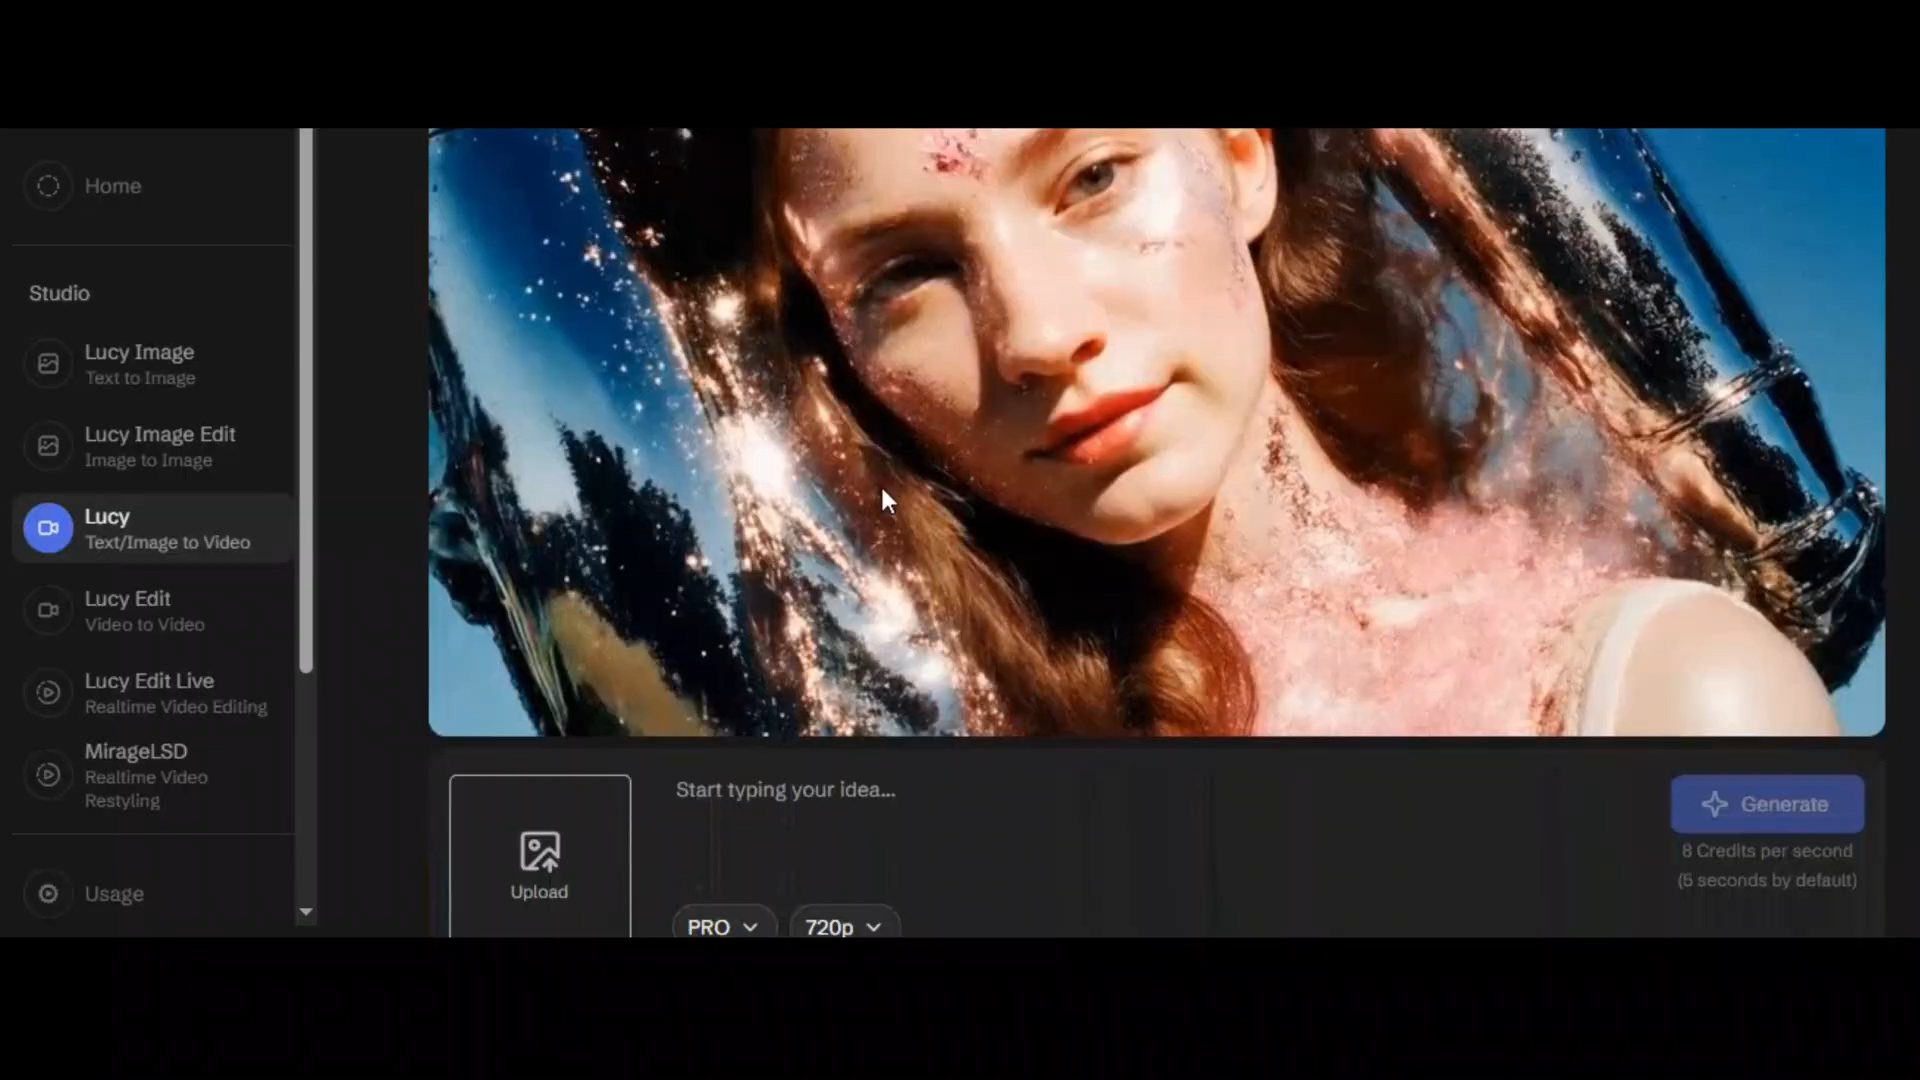 Home
Studio
Lucy Image
Text to Image
Lucy Image Edit
Image to Image
Lucy
Text/Image to Video
Lucy Edit
Video to Video
Lucy Edit Live
Realtime Video Editing
MirageLSD
Realtime Video
Restyling
Usage
Upload
Start typing your idea...
PRO
720p
Generate
8 Credits per second
(5 seconds by default)